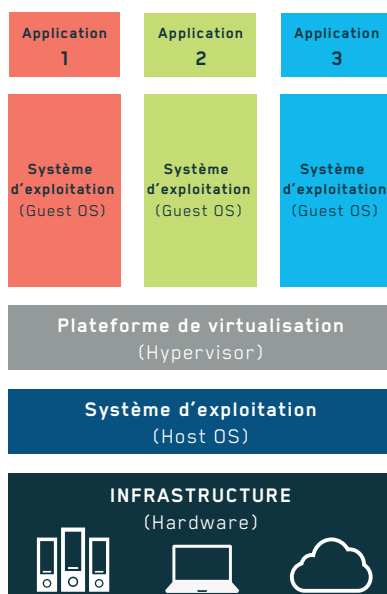 Application
1
Application
2
Application
3
Système
d'exploitation
(Guest OS)
Système
d'exploitation
(Guest OS)
Système
d'exploitation
(Guest OS)
Plateforme de virtualisation
(Hypervisor)
Système d'exploitation
(Host OS)
INFRASTRUCTURE
(Hardware)